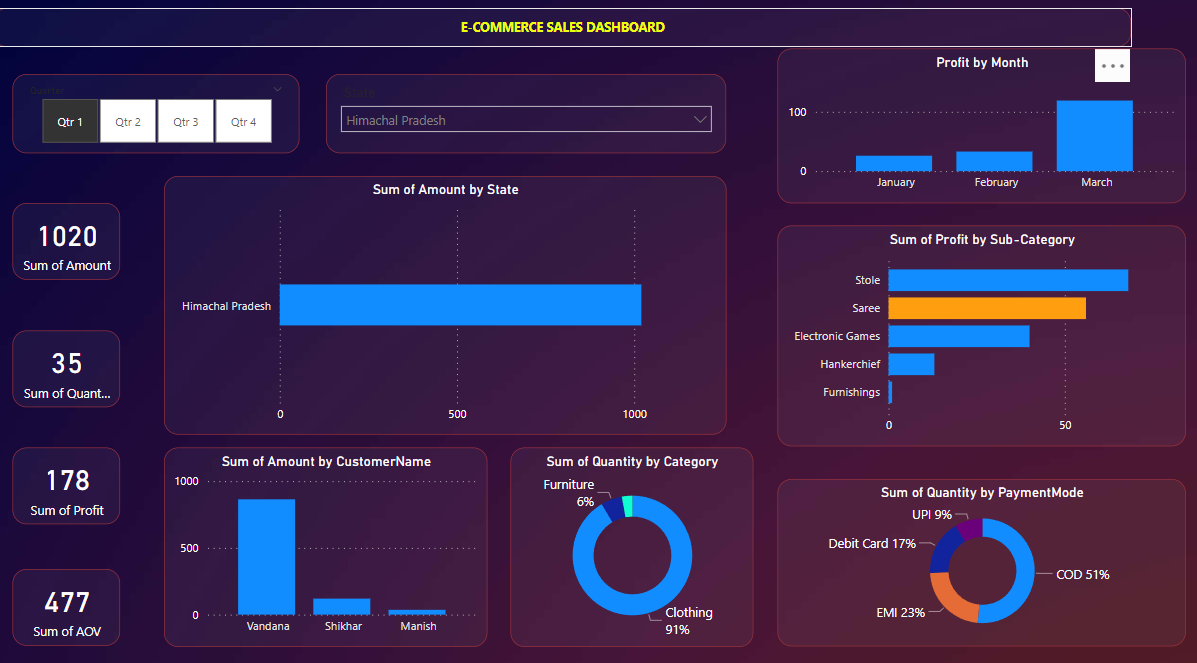 E-COMMERCE SALES DASHBOARD
Quarter
Qtr 1
Qtr 2
Qtr 3
Qtr 4
State
Himachal Pradesh
Profit by Month
100
0
January
February
March
1020
Sum of Amount
35
Sum of Quant...
178
Sum of Profit
477
Sum of AOV
Sum of Amount by State
Himachal Pradesh
0
500
1000
Sum of Profit by Sub-Category
Stole
Saree
Electronic Games
Hankerchief
Furnishings
0
50
Sum of Amount by CustomerName
1000
500
0
Vandana
Shikhar
Manish
Sum of Quantity by Category
Furniture
6%
Clothing
91%
Sum of Quantity by PaymentMode
UPI 9%
Debit Card 17%
COD 51%
EMI 23%